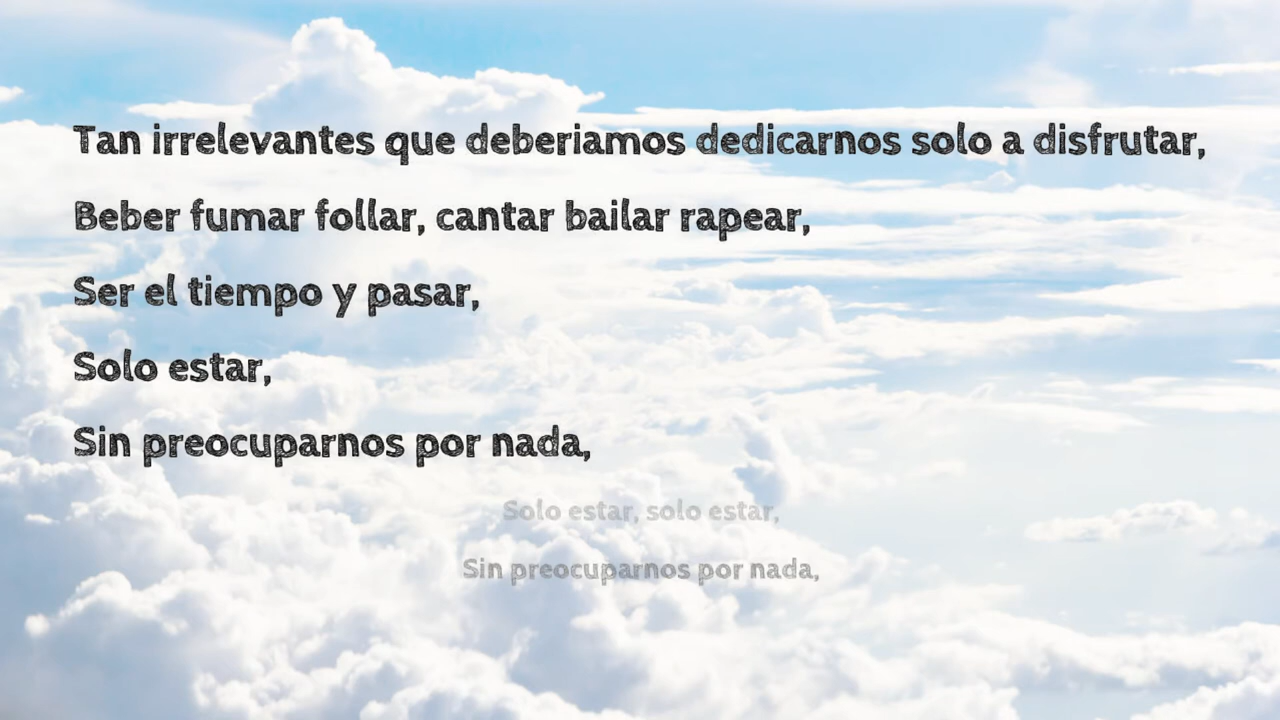 Tan irrelevantes que deberiamos dedicarnos solo a disfrutar,
Beber fumar follar, cantar bailar rapear,
Ser el tiempo y pasar,
Solo estar,
Sin preocuparnos por nada,
Solo estar, solo estar,
Sin preocuparnos por nada,